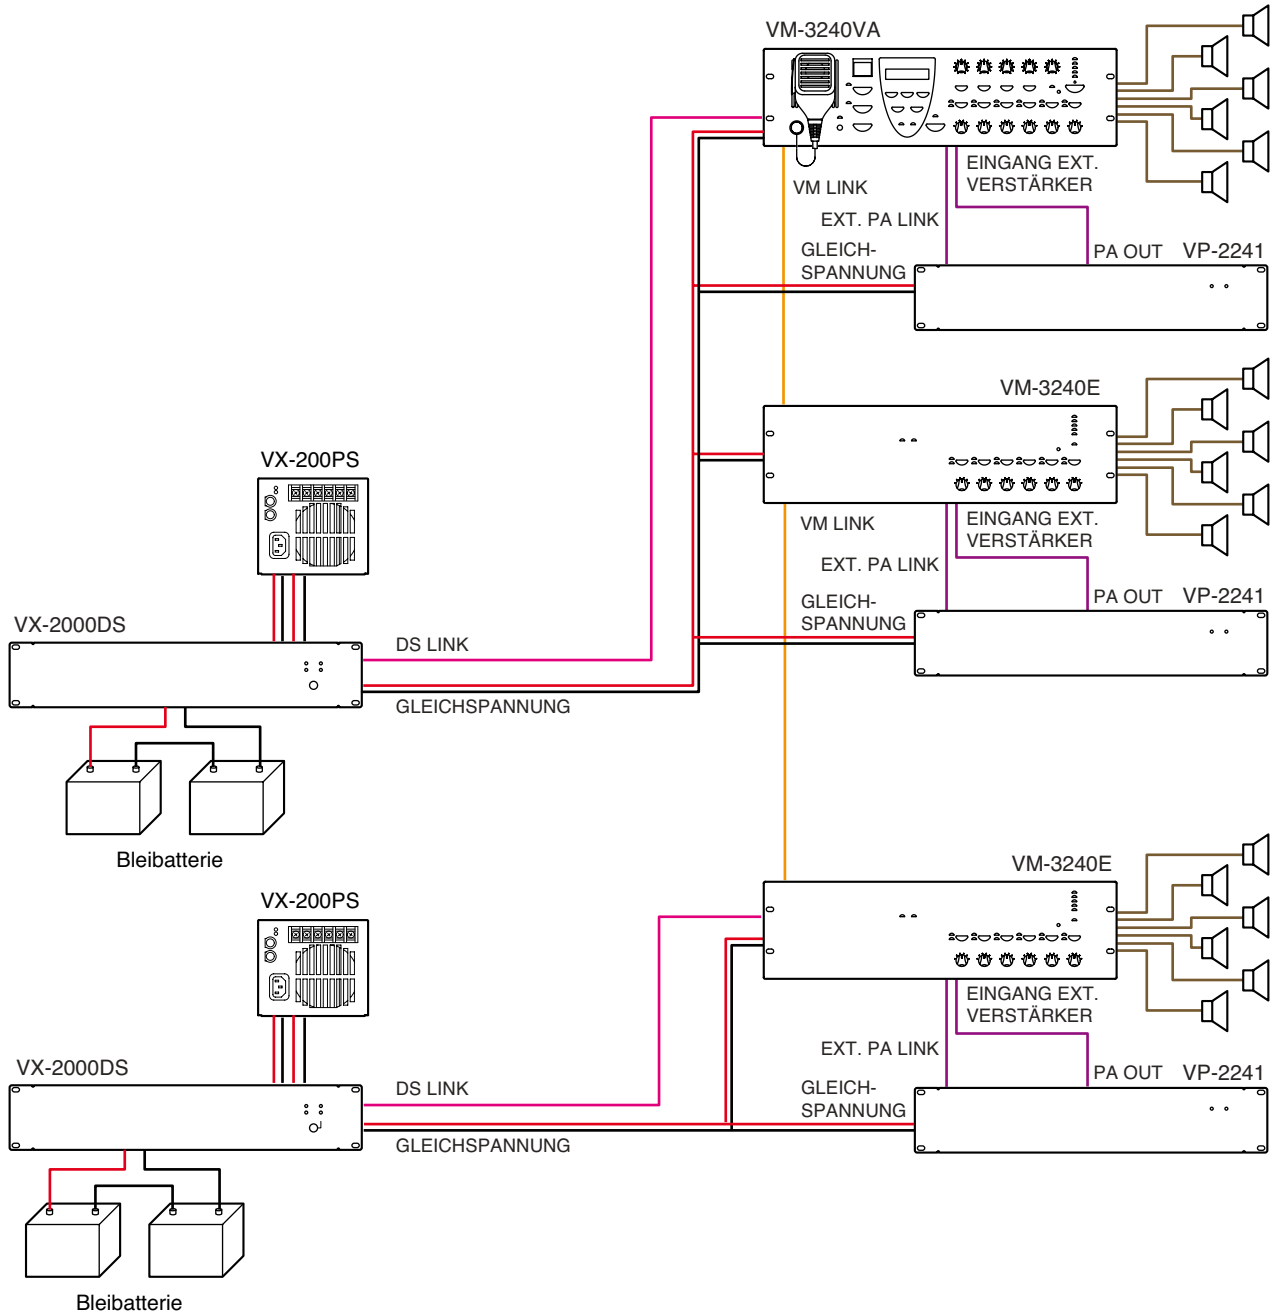 VM-3240VA
VM LINK
EINGANG EXT.
VERSTÄRKER
EXT. PA LINK
GLEICH-
SPANNUNG
PA OUT
VP-2241
VM-3240E
VM LINK
EINGANG EXT.
VERSTÄRKER
EXT. PA LINK
GLEICH-
SPANNUNG
PA OUT
VP-2241
VX-200PS
VX-2000DS
DS LINK
GLEICHSPANNUNG
Bleibatterie
VM-3240E
EINGANG EXT.
VERSTÄRKER
EXT. PA LINK
GLEICH-
SPANNUNG
PA OUT
VP-2241
VX-200PS
VX-2000DS
DS LINK
GLEICHSPANNUNG
Bleibatterie